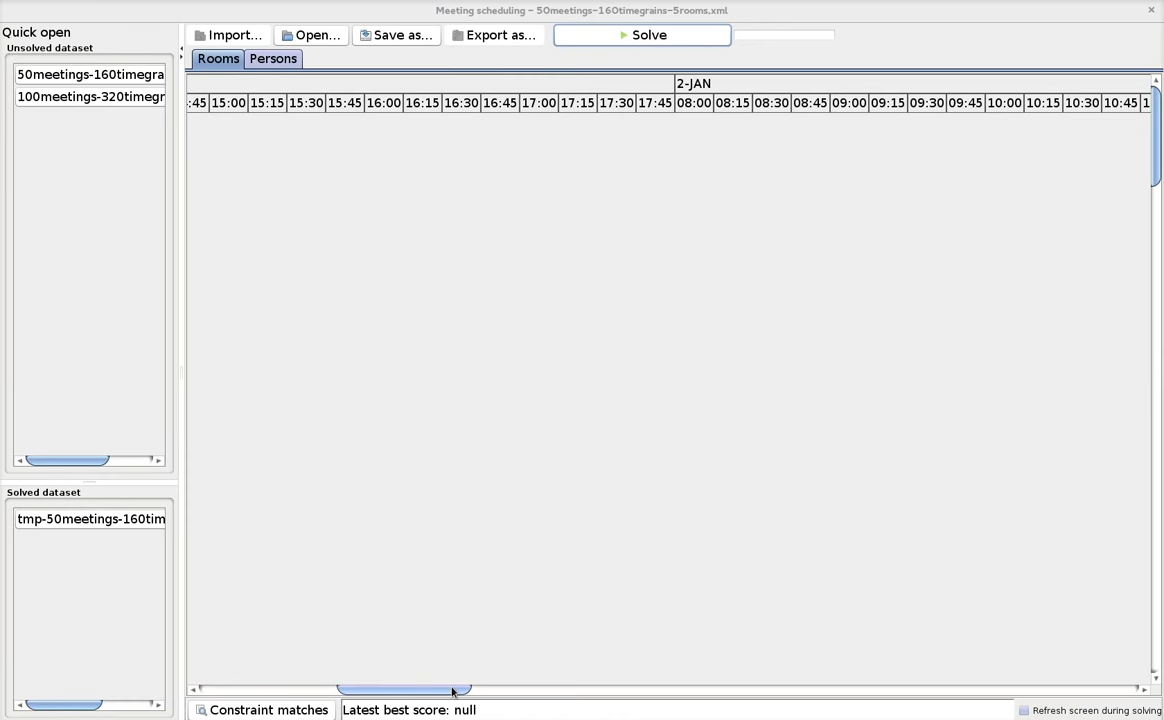 Meeting scheduling – 50meetings-160timegrains-5rooms.xml
Quick open
Unsolved dataset
50meetings-160timegra
100meetings-320timegr
Solved dataset
tmp-50meetings-160tim
Import... Open... Save as... Export as... Solve
Rooms Persons
2-JAN
:45 15:00 15:15 15:30 15:45 16:00 16:15 16:30 16:45 17:00 17:15 17:30 17:45 08:00 08:15 08:30 08:45 09:00 09:15 09:30 09:45 10:00 10:15 10:30 10:45 1
Constraint matches Latest best score: null Refresh screen during solving